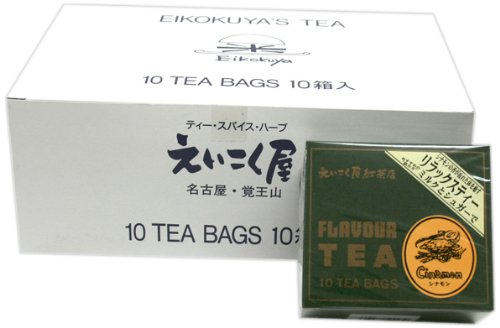 EIKOKUYA'S TEA
Eikokuya
10 TEA BAGS 10箱入
ティー・スパイス・ハーブ
えいこく屋
名古屋・覚王山
10 TEA BAGS 10箱
えいこく屋紅茶店
FLAVOUR
TEA
10 TEA BAGS
リラックスティー
ミルクとシュガーで
Cinnamon
シナモン